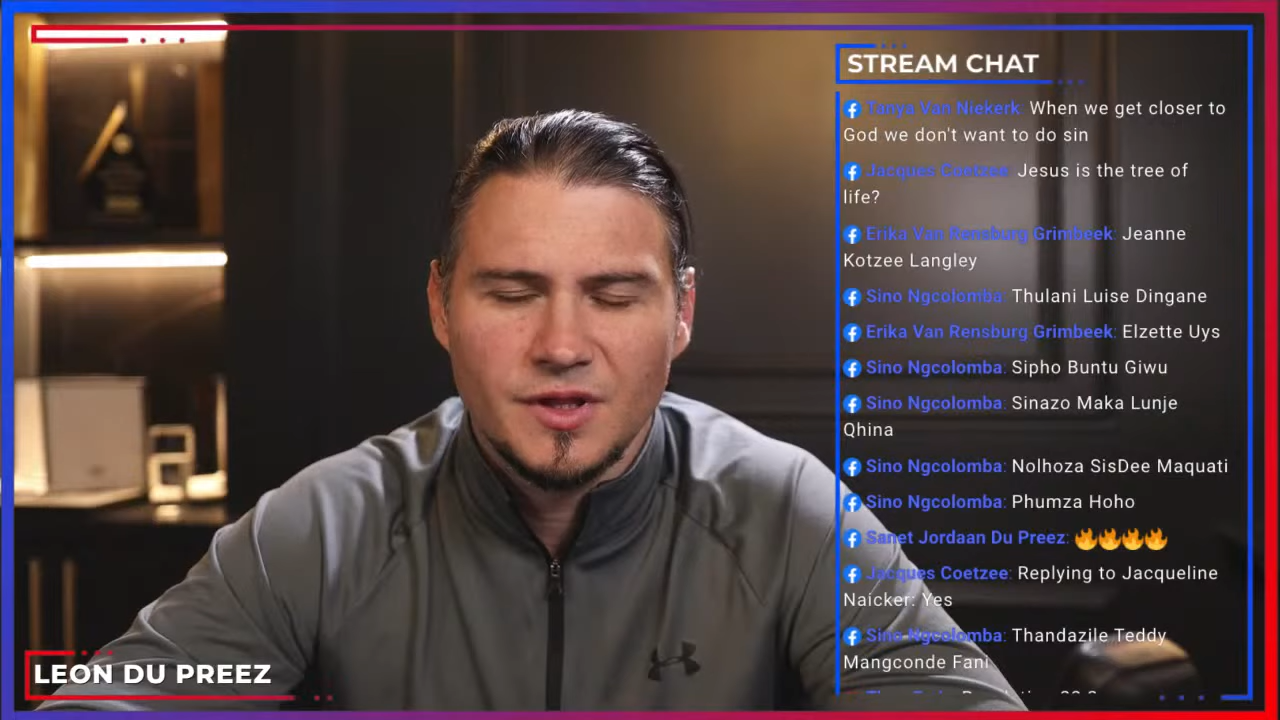 STREAM CHAT
Tanya Van Niekerk: When we get closer to
God we don't want to do sin
Jacques Coetzee: Jesus is the tree of
life?
Erika Van Rensburg Grimbeek: Jeanne
Kotzee Langley
Sino Ngcolomba: Thulani Luise Dingane
Erika Van Rensburg Grimbeek: Elzette Uys
Sino Ngcolomba: Sipho Buntu Giwu
Sino Ngcolomba: Sinazo Maka Lunje
Qhina
Sino Ngcolomba: Nolhoza SisDee Maquati
Sino Ngcolomba: Phumza Hoho
Sanet Jordaan Du Preez: 🔥🔥🔥🔥
Jacques Coetzee: Replying to Jacqueline
Naicker: Yes
Sino Ngcolomba: Thandazile Teddy
Mangconde Fani
LEON DU PREEZ